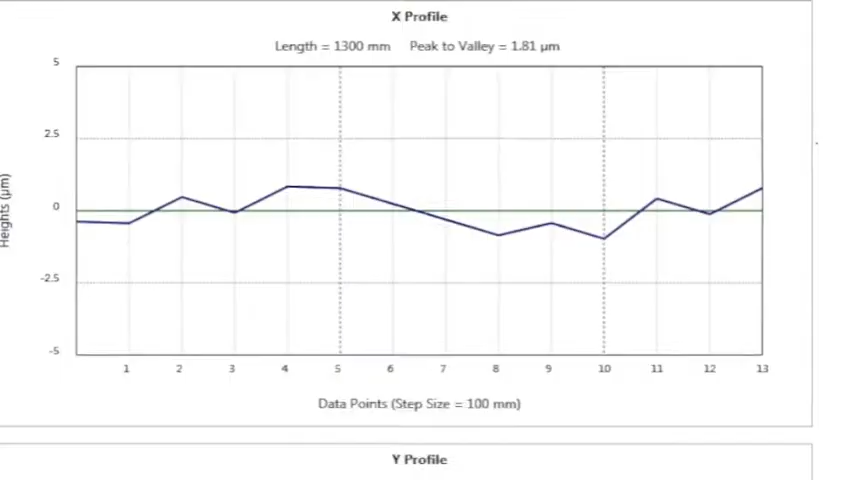 X Profile
Length = 1300 mm Peak to Valley = 1.81 µm
5
2.5
0
-2.5
-5
Heights (µm)
1 2 3 4 5 6 7 8 9 10 11 12 13
Data Points (Step Size = 100 mm)
Y Profile